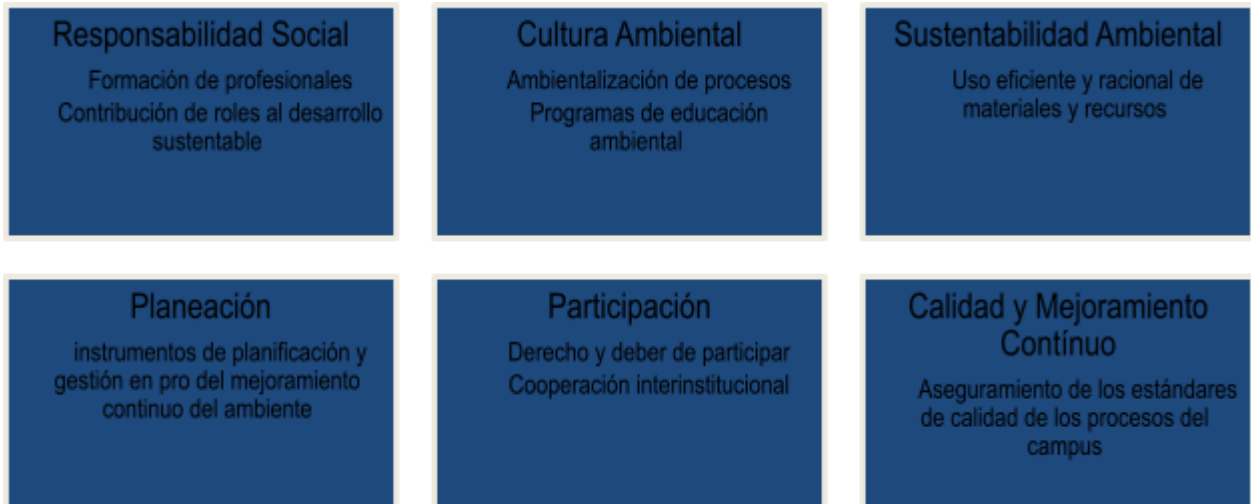 Responsabilidad Social
Formación de profesionales
Contribución de roles al desarrollo
sustentable
Cultura Ambiental
Ambientalización de procesos
Programas de educación
ambiental
Sustentabilidad Ambiental
Uso eficiente y racional de
materiales y recursos
Planeación
instrumentos de planificación y
gestión en pro del mejoramiento
continuo del ambiente
Participación
Derecho y deber de participar
Cooperación interinstitucional
Calidad y Mejoramiento
Contínuo
Aseguramiento de los estándares
de calidad de los procesos del
campus